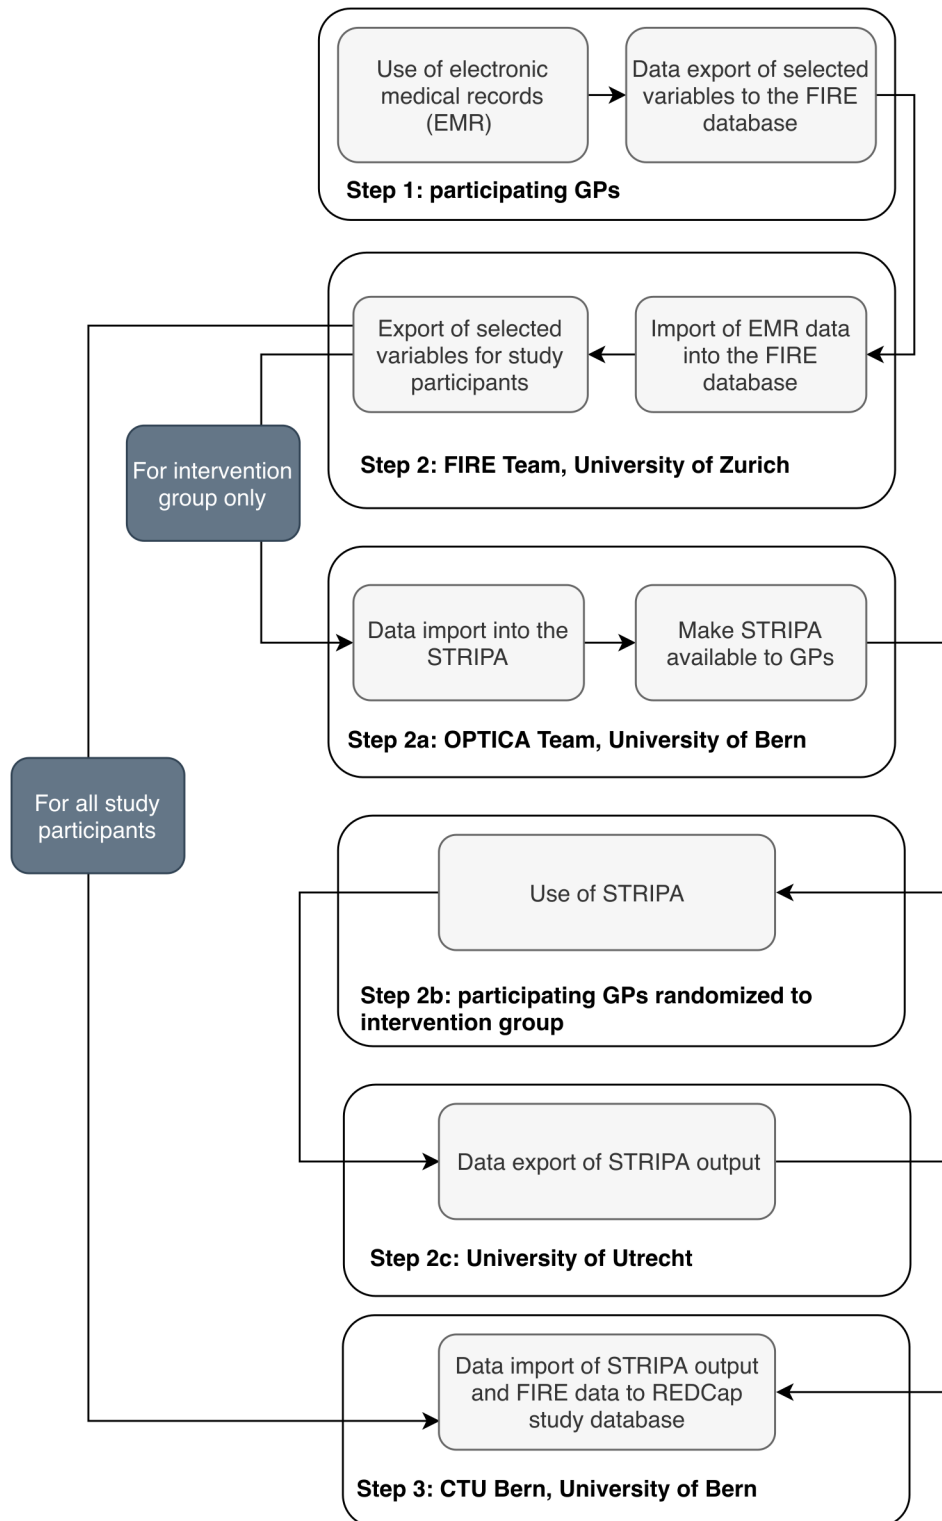 Use of electronic
medical records
(EMR)
Data export of selected
variables to the FIRE
database
Step 1: participating GPs
Export of selected
variables for study
participants
Import of EMR data
into the FIRE
database
Step 2: FIRE Team, University of Zurich
For intervention
group only
Data import into the
STRIPA
Make STRIPA
available to GPs
Step 2a: OPTICA Team, University of Bern
For all study
participants
Use of STRIPA
Step 2b: participating GPs randomized to
intervention group
Data export of STRIPA output
Step 2c: University of Utrecht
Data import of STRIPA output
and FIRE data to REDCap
study database
Step 3: CTU Bern, University of Bern